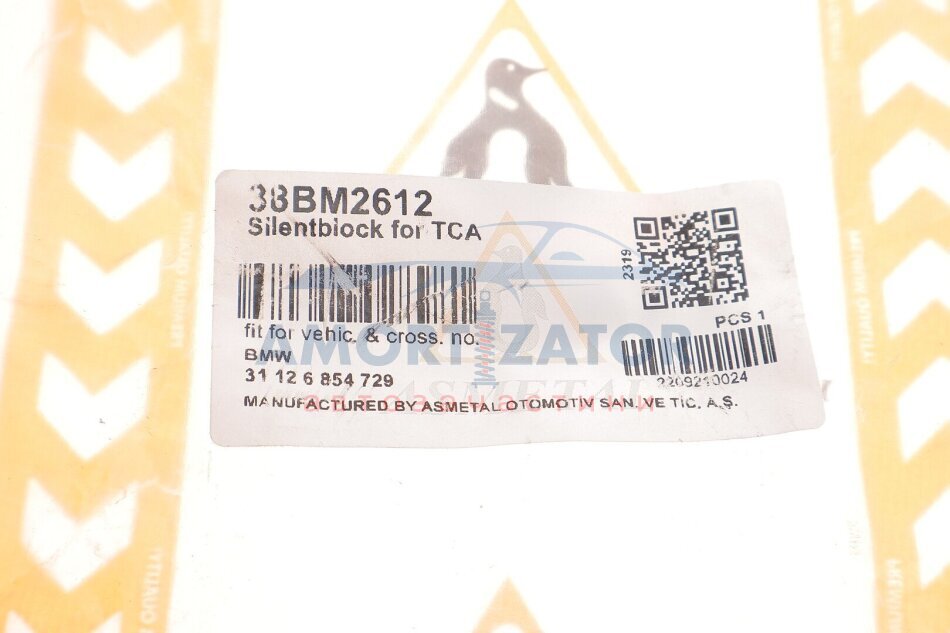 38BM2612
Silentblock for TCA
2319
PCS 1
fit for vehic. & cross. no.
BMW
31 12 6 854 729
2209210024
MANUFACTURED BY ASMETAL OTOMOTIV SAN. VE TIC. A.Ş.
AMORTIZATOR
ASMETAL